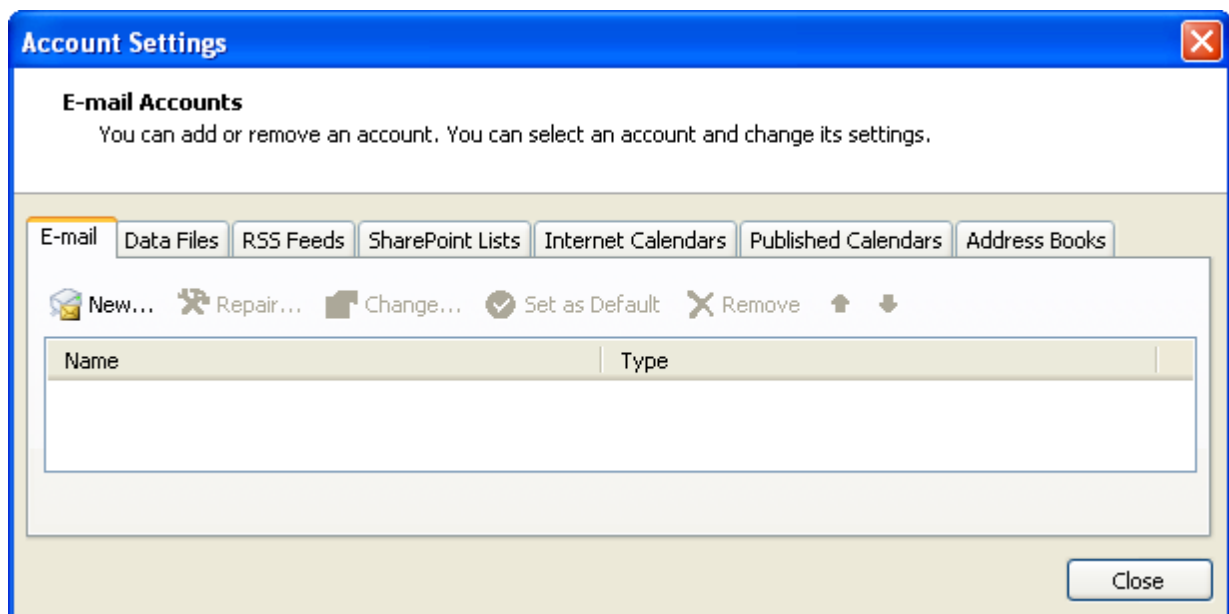 Account Settings
E-mail Accounts
You can add or remove an account. You can select an account and change its settings.
E-mail Data Files RSS Feeds SharePoint Lists Internet Calendars Published Calendars Address Books
New... Repair... Change... Set as Default Remove
Name Type
Close